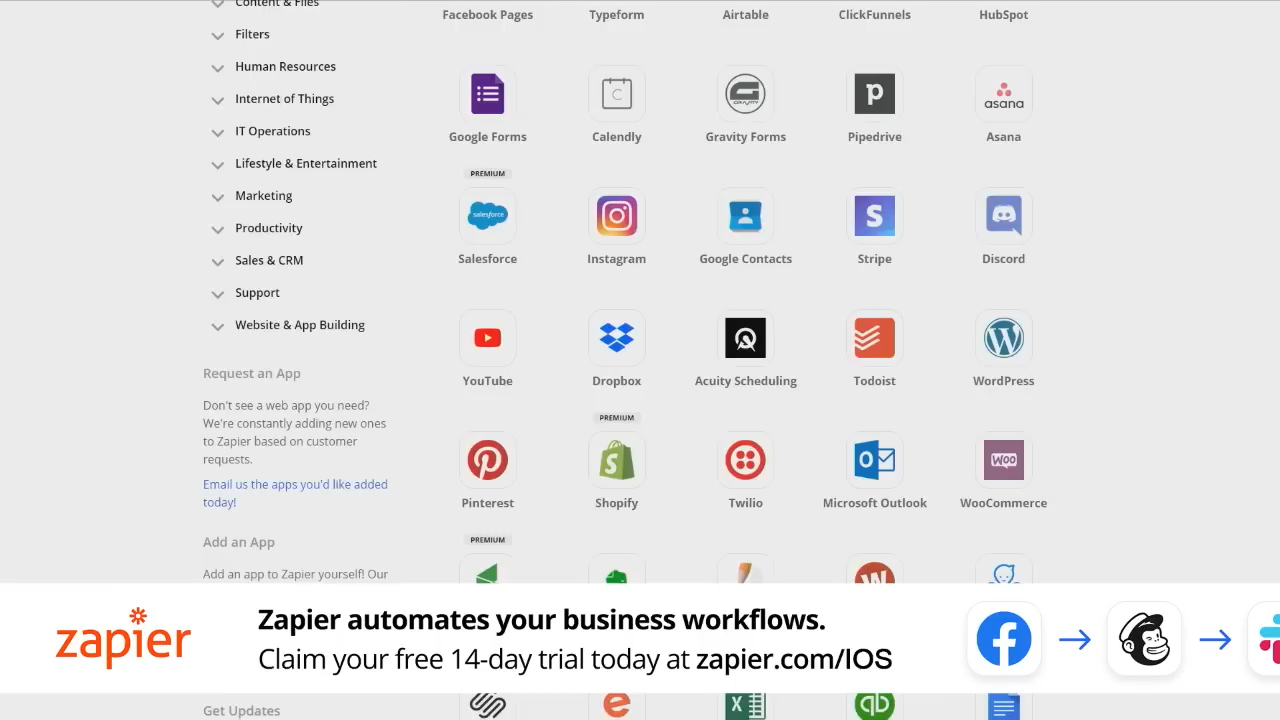 Content & Files
Filters
Human Resources
Internet of Things
IT Operations
Lifestyle & Entertainment
Marketing
Productivity
Sales & CRM
Support
Website & App Building
Request an App
Don't see a web app you need?
We're constantly adding new ones
to Zapier based on customer
requests.
Email us the apps you'd like added
today!
Add an App
Add an app to Zapier yourself! Our
Get Updates
Facebook Pages
Typeform
Airtable
ClickFunnels
HubSpot
C
GRAVITY
p
asana
Google Forms
Calendly
Gravity Forms
Pipedrive
Asana
PREMIUM
salesforce
S
Salesforce
Instagram
Google Contacts
Stripe
Discord
W
YouTube
Dropbox
Acuity Scheduling
Todoist
WordPress
PREMIUM
S
O
WOO
Pinterest
Shopify
Twilio
Microsoft Outlook
WooCommerce
PREMIUM
W
zapier
Zapier automates your business workflows.
Claim your free 14-day trial today at zapier.com/IOS
f
e
X
qb